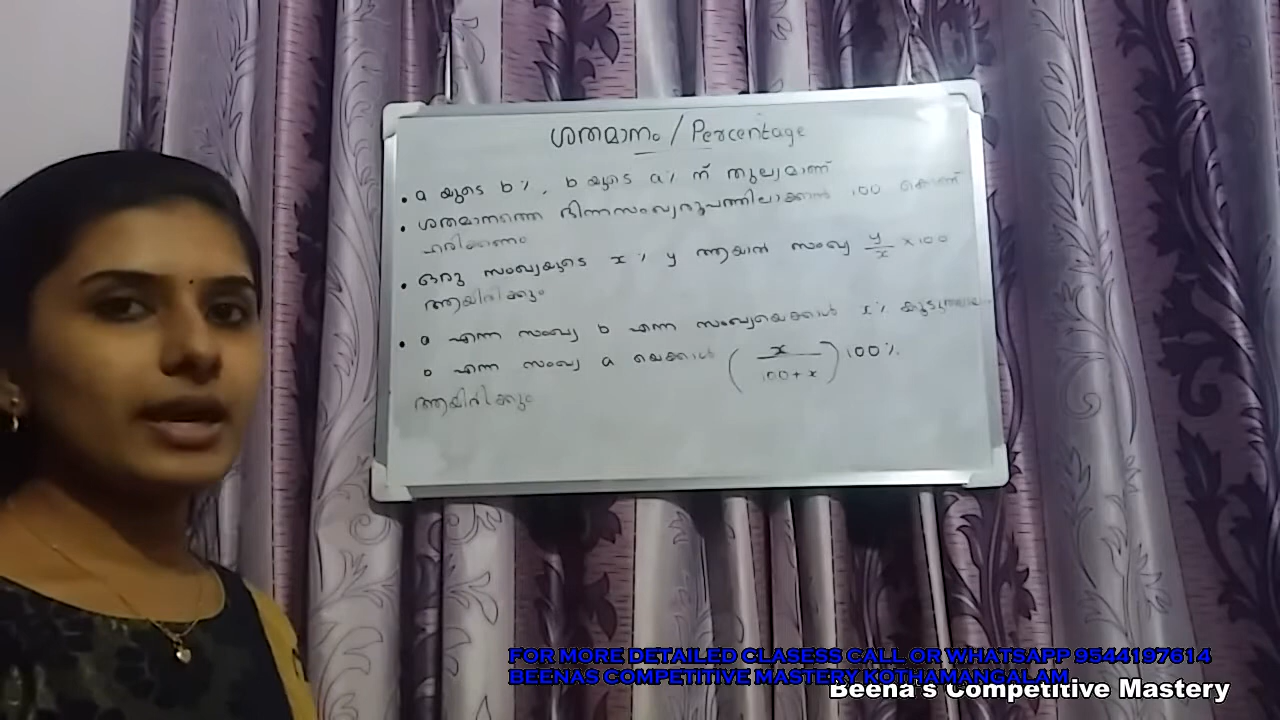 ശതമാനം / Percentage
• a യുടെ b%, b യുടെ a% ന് തുല്യമാണ്
• ശതമാനത്തെ ഭിന്നസംഖ്യരൂപത്തിലാക്കാൻ 100 കൊണ്ട്
ഹരിക്കണം
• ഒരു സംഖ്യയുടെ x% y ആയാൽ സംഖ്യ y/x × 100
ആയിരിക്കും
• a എന്ന സംഖ്യ b എന്ന സംഖ്യയെക്കാൾ x%
b എന്ന സംഖ്യ a യെക്കാൾ (x/100+x) 100%.
ആയിരിക്കും
FOR MORE DETAILED CLASESS CALL OR WHATSAPP 9544197614
BEENAS COMPETITIVE MASTERY KOTHAMANGALAM
Beena's Competitive Mastery